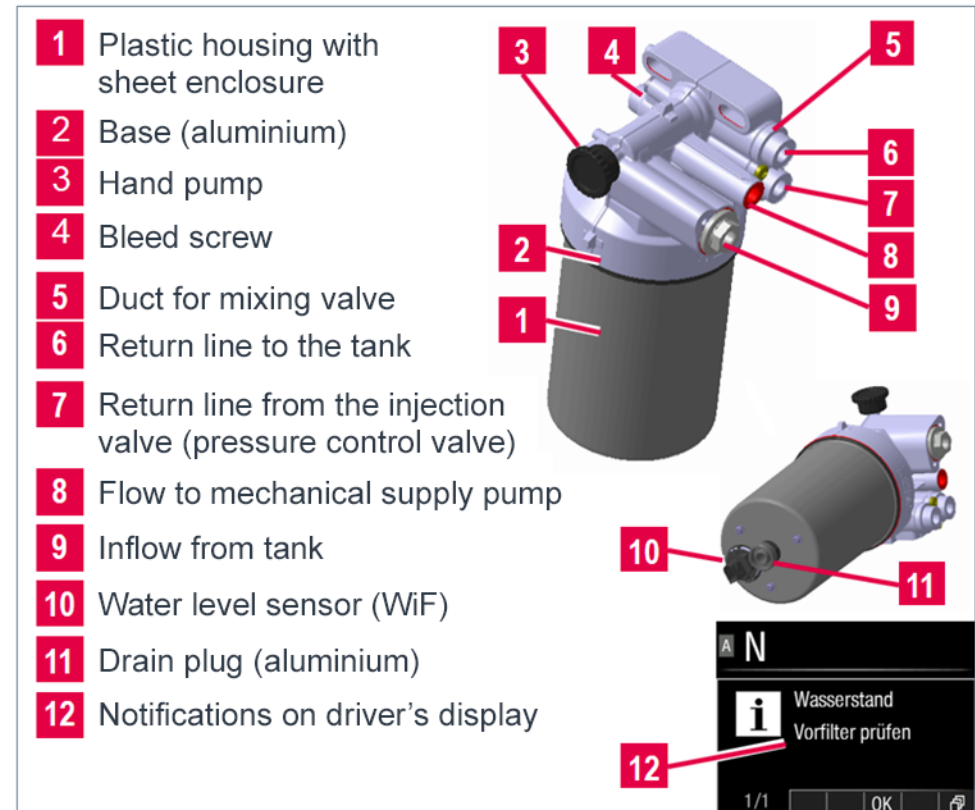 1 Plastic housing with
sheet enclosure
2 Base (aluminium)
3 Hand pump
4 Bleed screw
5 Duct for mixing valve
6 Return line to the tank
7 Return line from the injection
valve (pressure control valve)
8 Flow to mechanical supply pump
9 Inflow from tank
10 Water level sensor (WiF)
11 Drain plug (aluminium)
12 Notifications on driver’s display
3
4
5
6
7
8
9
2
1
10
11
A N
i Wasserstand
Vorfilter prüfen
12
1/1 OK